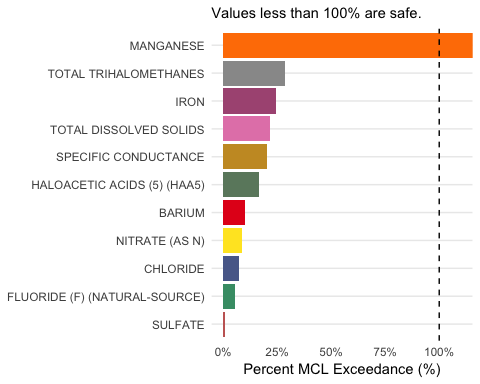 Values less than 100% are safe.
MANGANESE
TOTAL TRIHALOMETHANES
IRON
TOTAL DISSOLVED SOLIDS
SPECIFIC CONDUCTANCE
HALOACETIC ACIDS (5) (HAA5)
BARIUM
NITRATE (AS N)
CHLORIDE
FLUORIDE (F) (NATURAL-SOURCE)
SULFATE
0% 25% 50% 75% 100%
Percent MCL Exceedance (%)